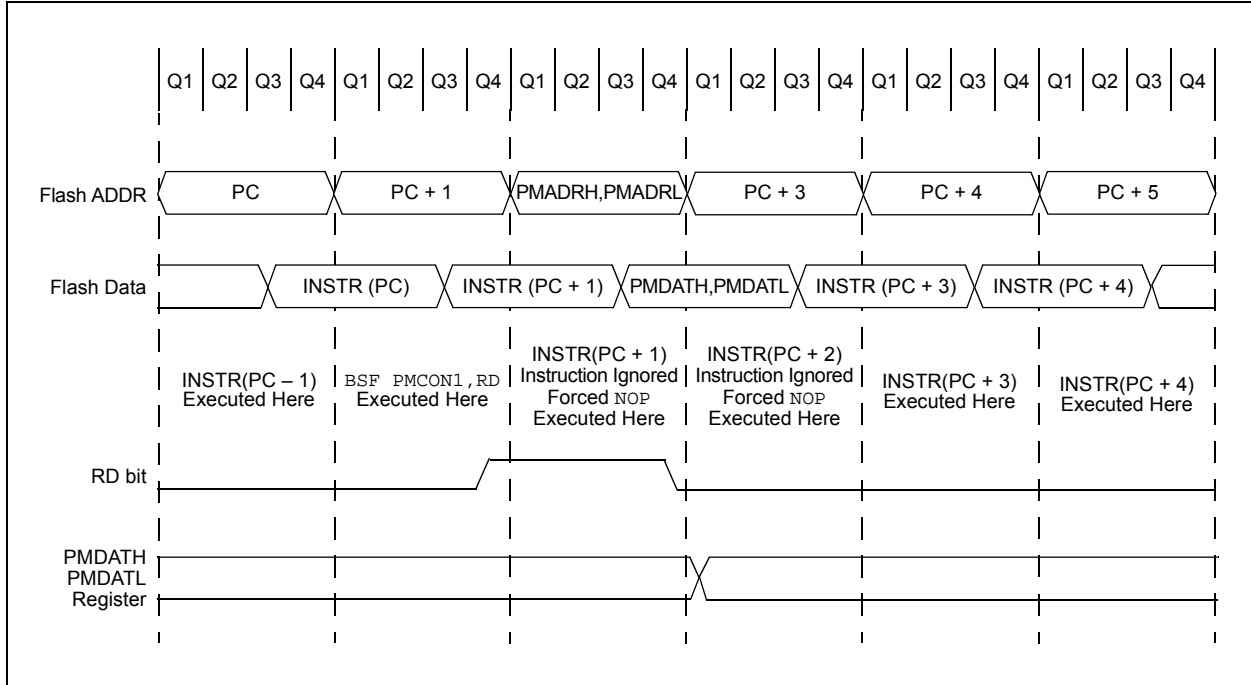 Q1 Q2 Q3 Q4 Q1 Q2 Q3 Q4 Q1 Q2 Q3 Q4 Q1 Q2 Q3 Q4 Q1 Q2 Q3 Q4 Q1 Q2 Q3 Q4
Flash ADDR PC PC + 1 PMADRH,PMADRL PC + 3 PC + 4 PC + 5
Flash Data INSTR (PC) INSTR (PC + 1) PMDATH,PMDATL INSTR (PC + 3) INSTR (PC + 4)
INSTR(PC – 1)
Executed Here
BSF PMCON1,RD
Executed Here
INSTR(PC + 1)
Instruction Ignored
Forced NOP
Executed Here
INSTR(PC + 2)
Instruction Ignored
Forced NOP
Executed Here
INSTR(PC + 3)
Executed Here
INSTR(PC + 4)
Executed Here
RD bit
PMDATH
PMDATL
Register